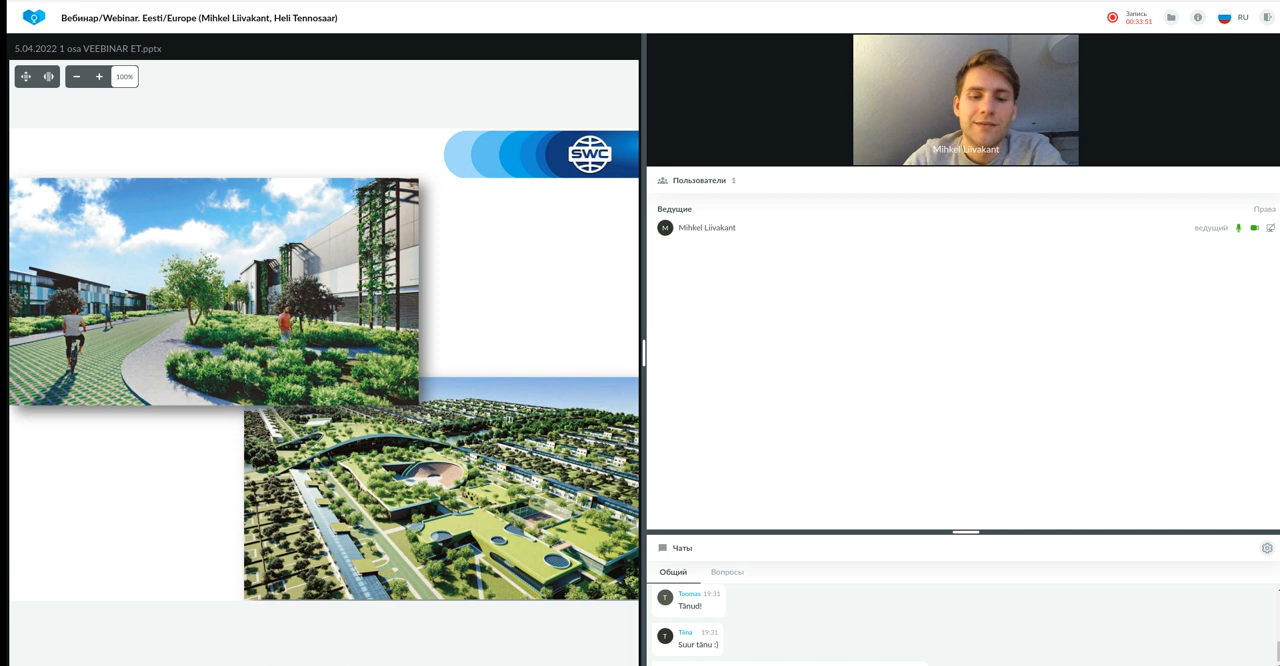 Вебинар/Webinar. Eesti/Europe (Mihkel Liivakant, Heli Tennosaar)
Запись
00:33:51
RU
5.04.2022 1 osa VEEBINAR ET.pptx
100%
SWC
Mihkel Liivakant
Пользователи 1
Ведущие
Права
M Mihkel Liivakant
ведущий
Чаты
Общий
Вопросы
T Toomas 19:31
Tänud!
T Tiina 19:31
Suur tänu :)